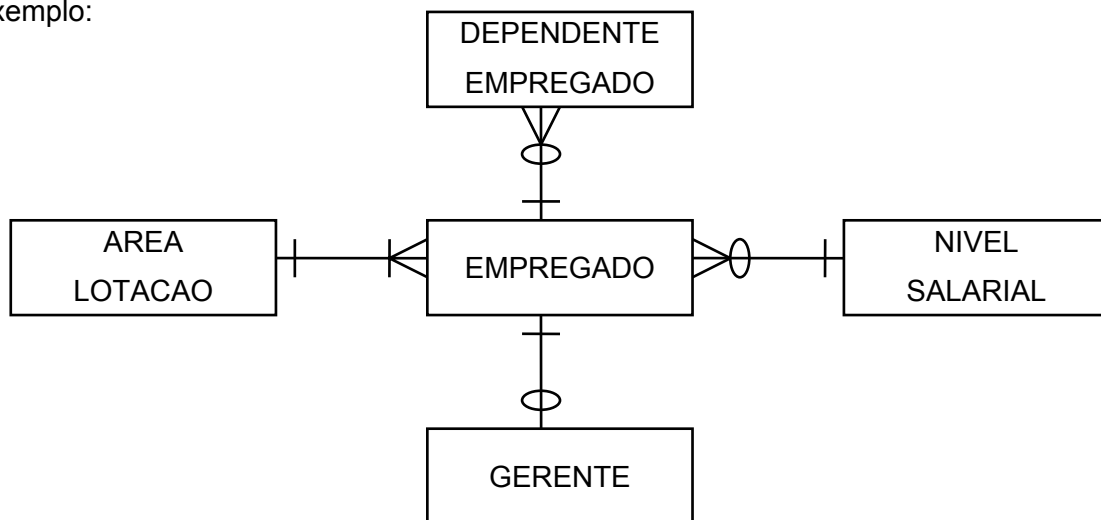 xemplo:
DEPENDENTE
EMPREGADO
AREA
LOTACAO
EMPREGADO
NIVEL
SALARIAL
GERENTE